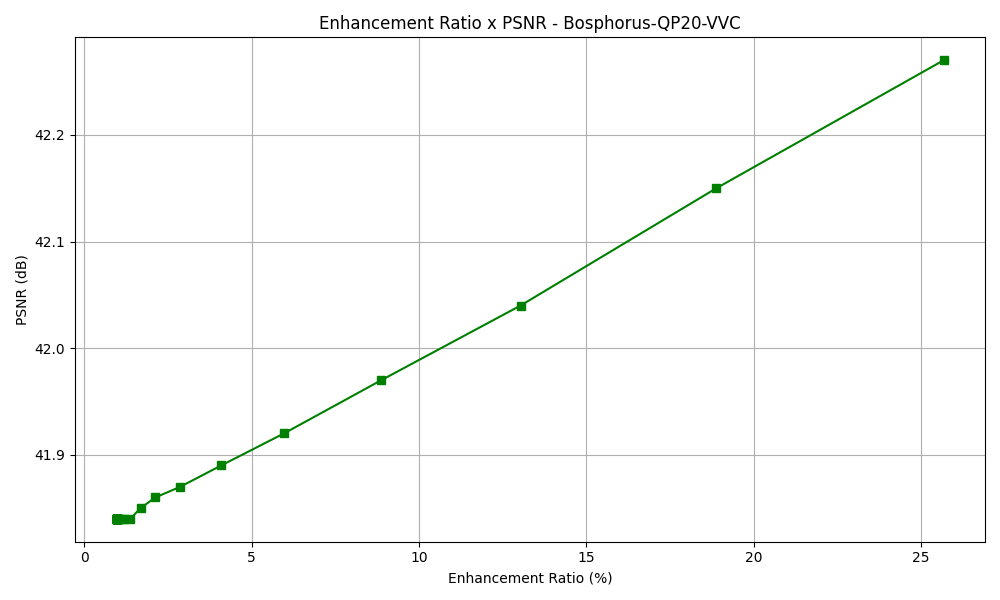 Enhancement Ratio x PSNR - Bosphorus-QP20-VVC
42.2
42.1
42.0
41.9
PSNR (dB)
0 5 10 15 20 25
Enhancement Ratio (%)